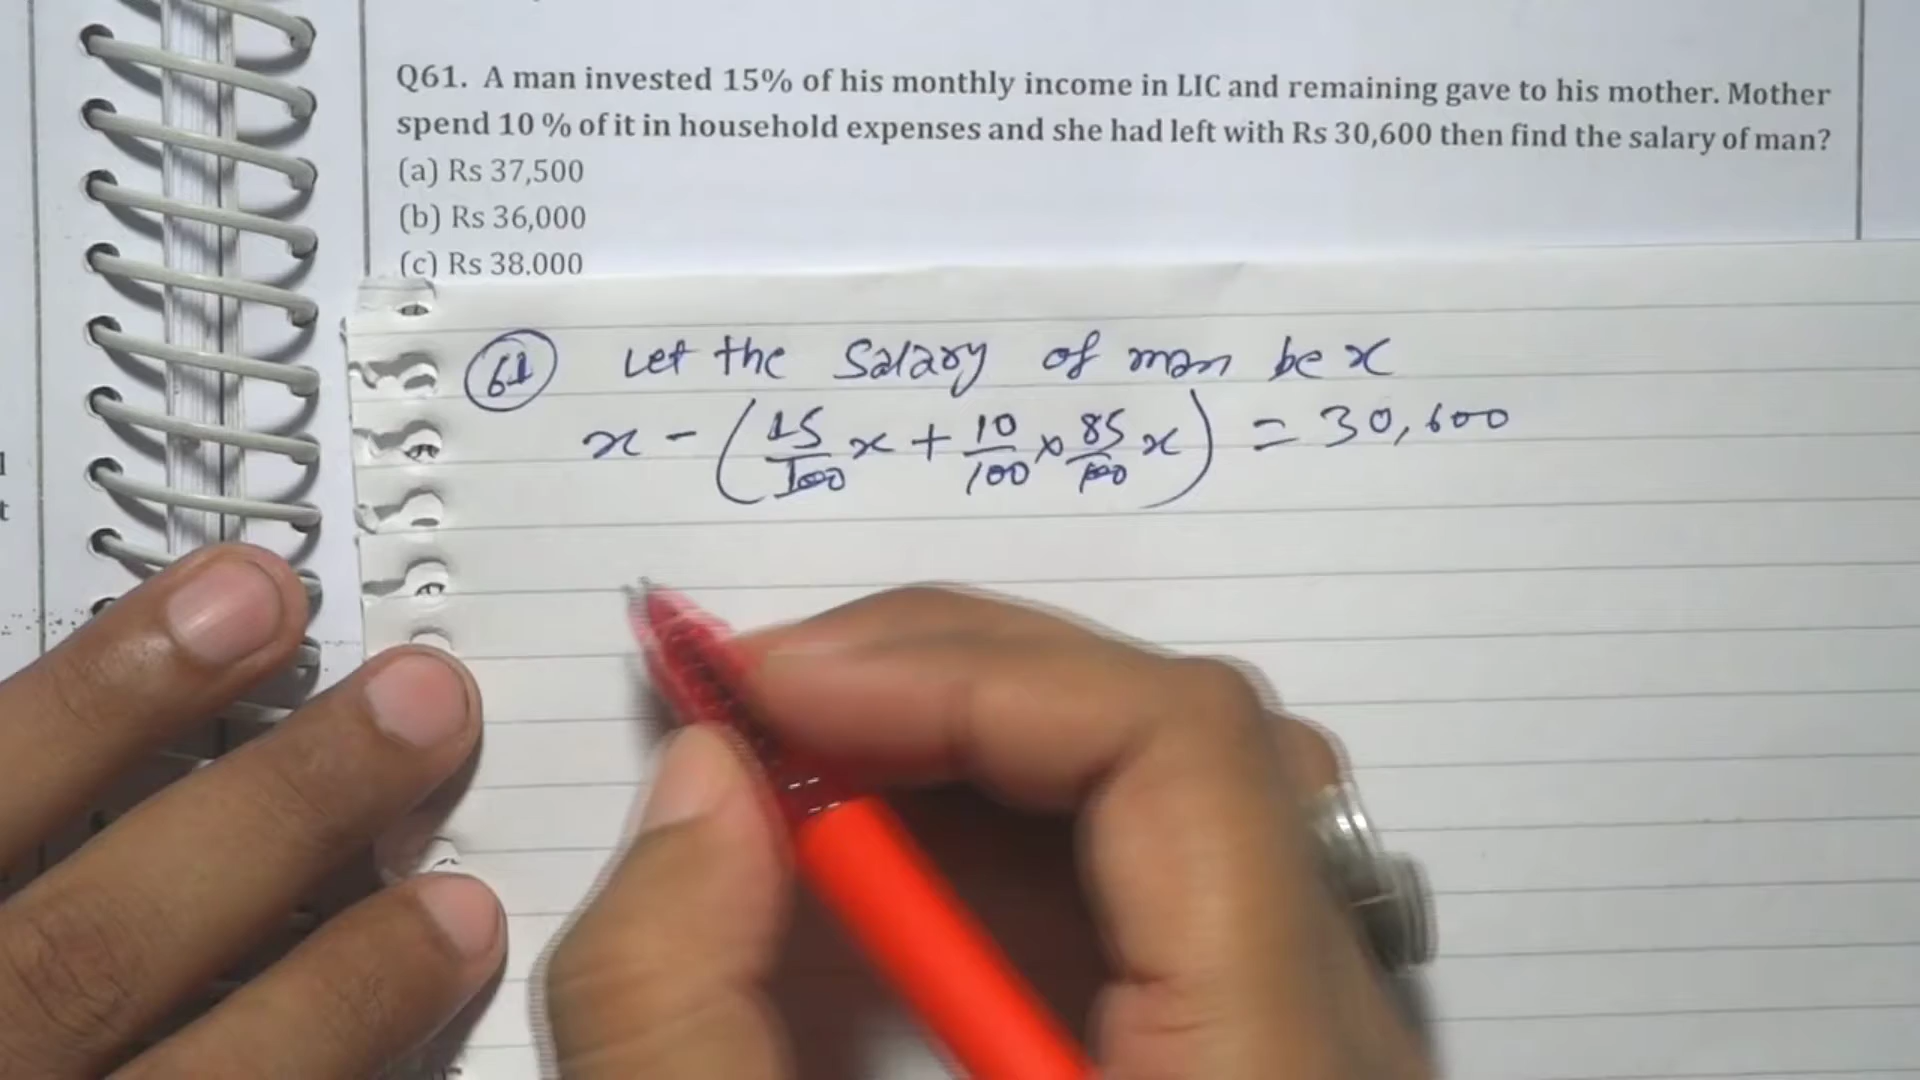 Q61. A man invested 15% of his monthly income in LIC and remaining gave to his mother. Mother
spend 10 % of it in household expenses and she had left with Rs 30,600 then find the salary of man?
(a) Rs 37,500
(b) Rs 36,000
(c) Rs 38.000
61 Let the Salary of man be x
x - (15/100 x + 10/100 × 85/100 x) = 30,600
l
t